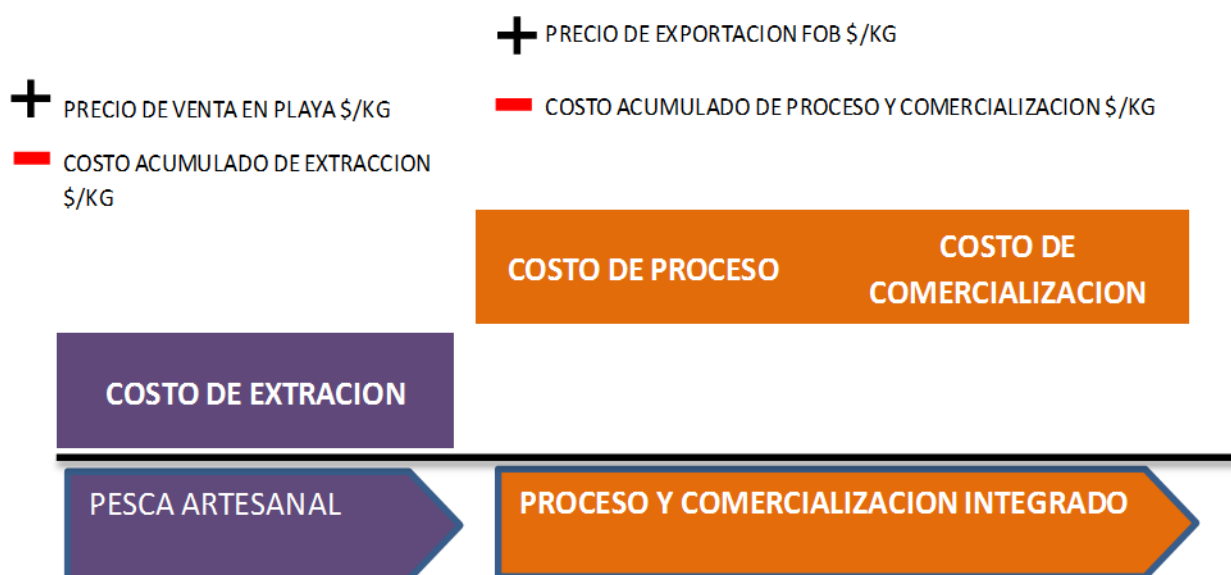 PRECIO DE EXPORTACION FOB $/KG
PRECIO DE VENTA EN PLAYA $/KG
COSTO ACUMULADO DE PROCESO Y COMERCIALIZACION $/KG
COSTO ACUMULADO DE EXTRACCION
$/KG
COSTO DE PROCESO
COSTO DE
COMERCIALIZACION
COSTO DE EXTRACION
PESCA ARTESANAL
PROCESO Y COMERCIALIZACION INTEGRADO